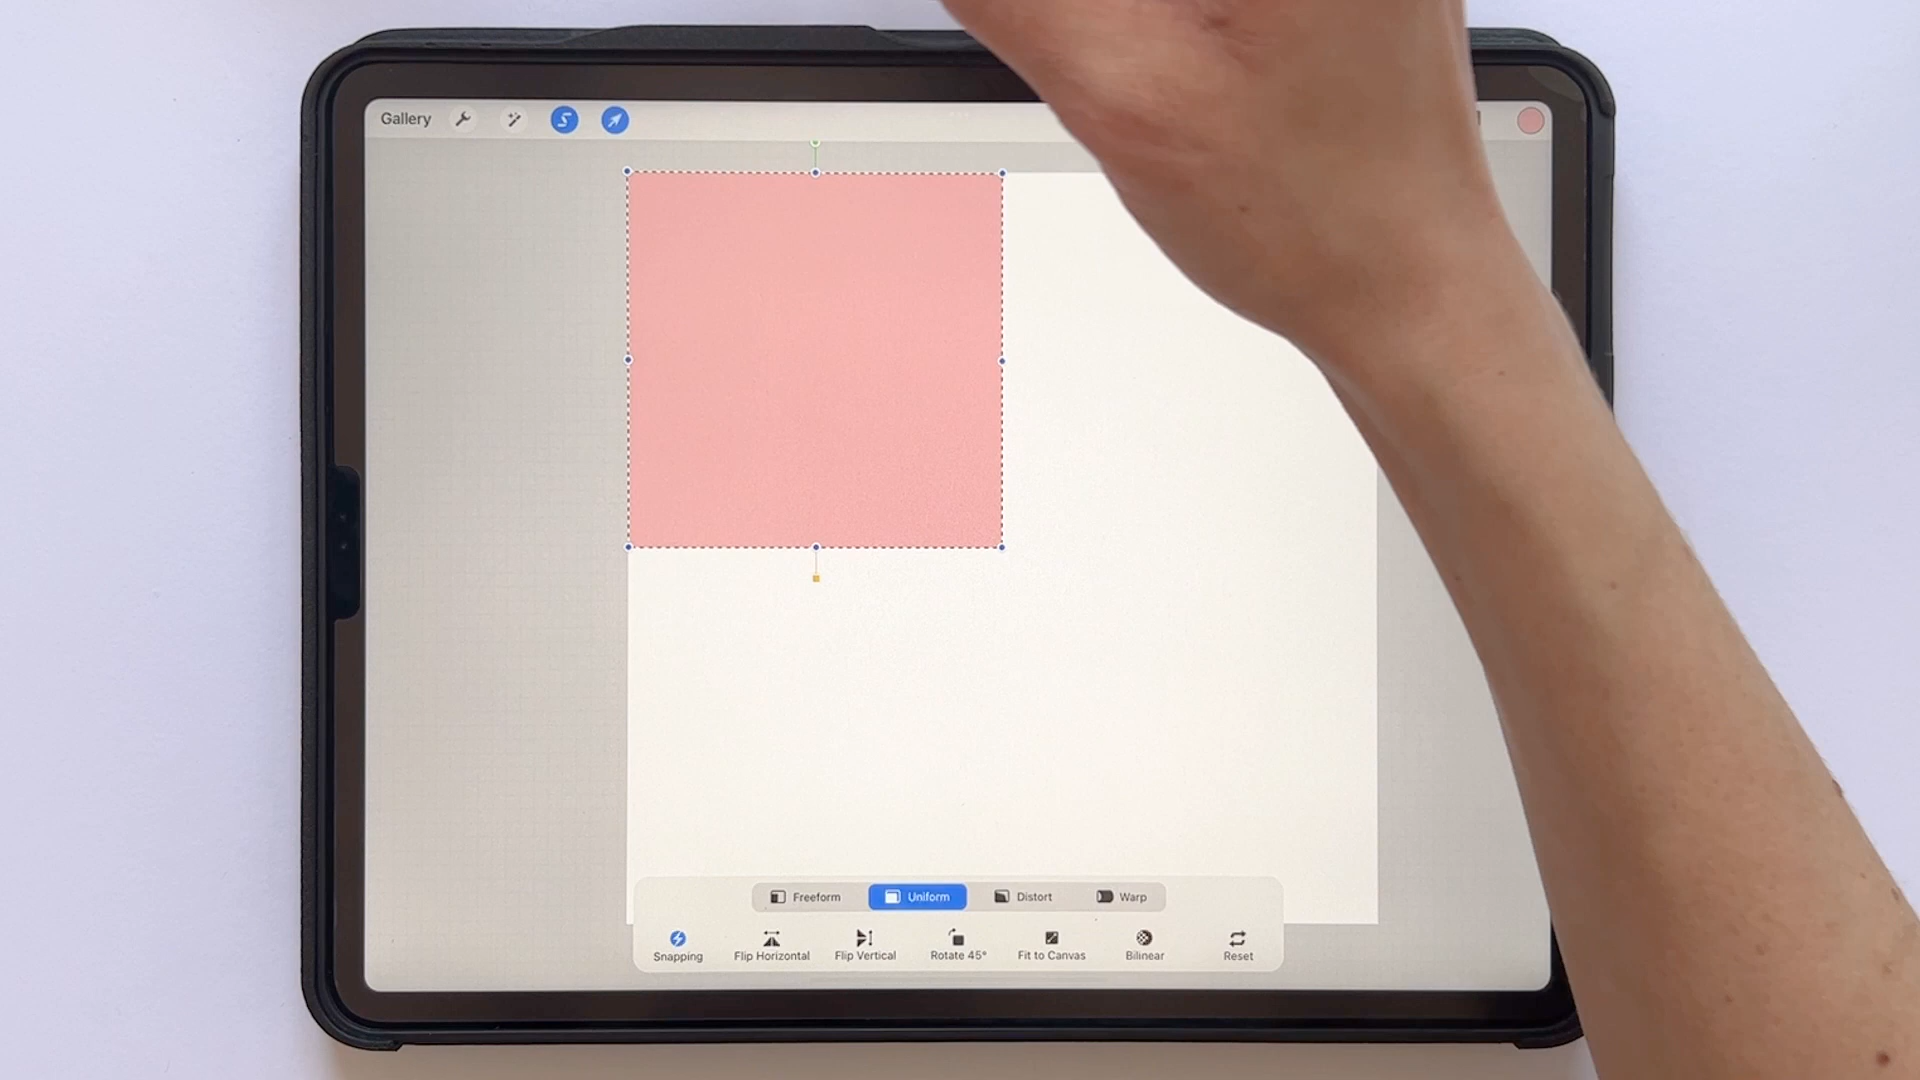 Gallery
Freeform Uniform Distort Warp
Snapping Flip Horizontal Flip Vertical Rotate 45° Fit to Canvas Bilinear Reset